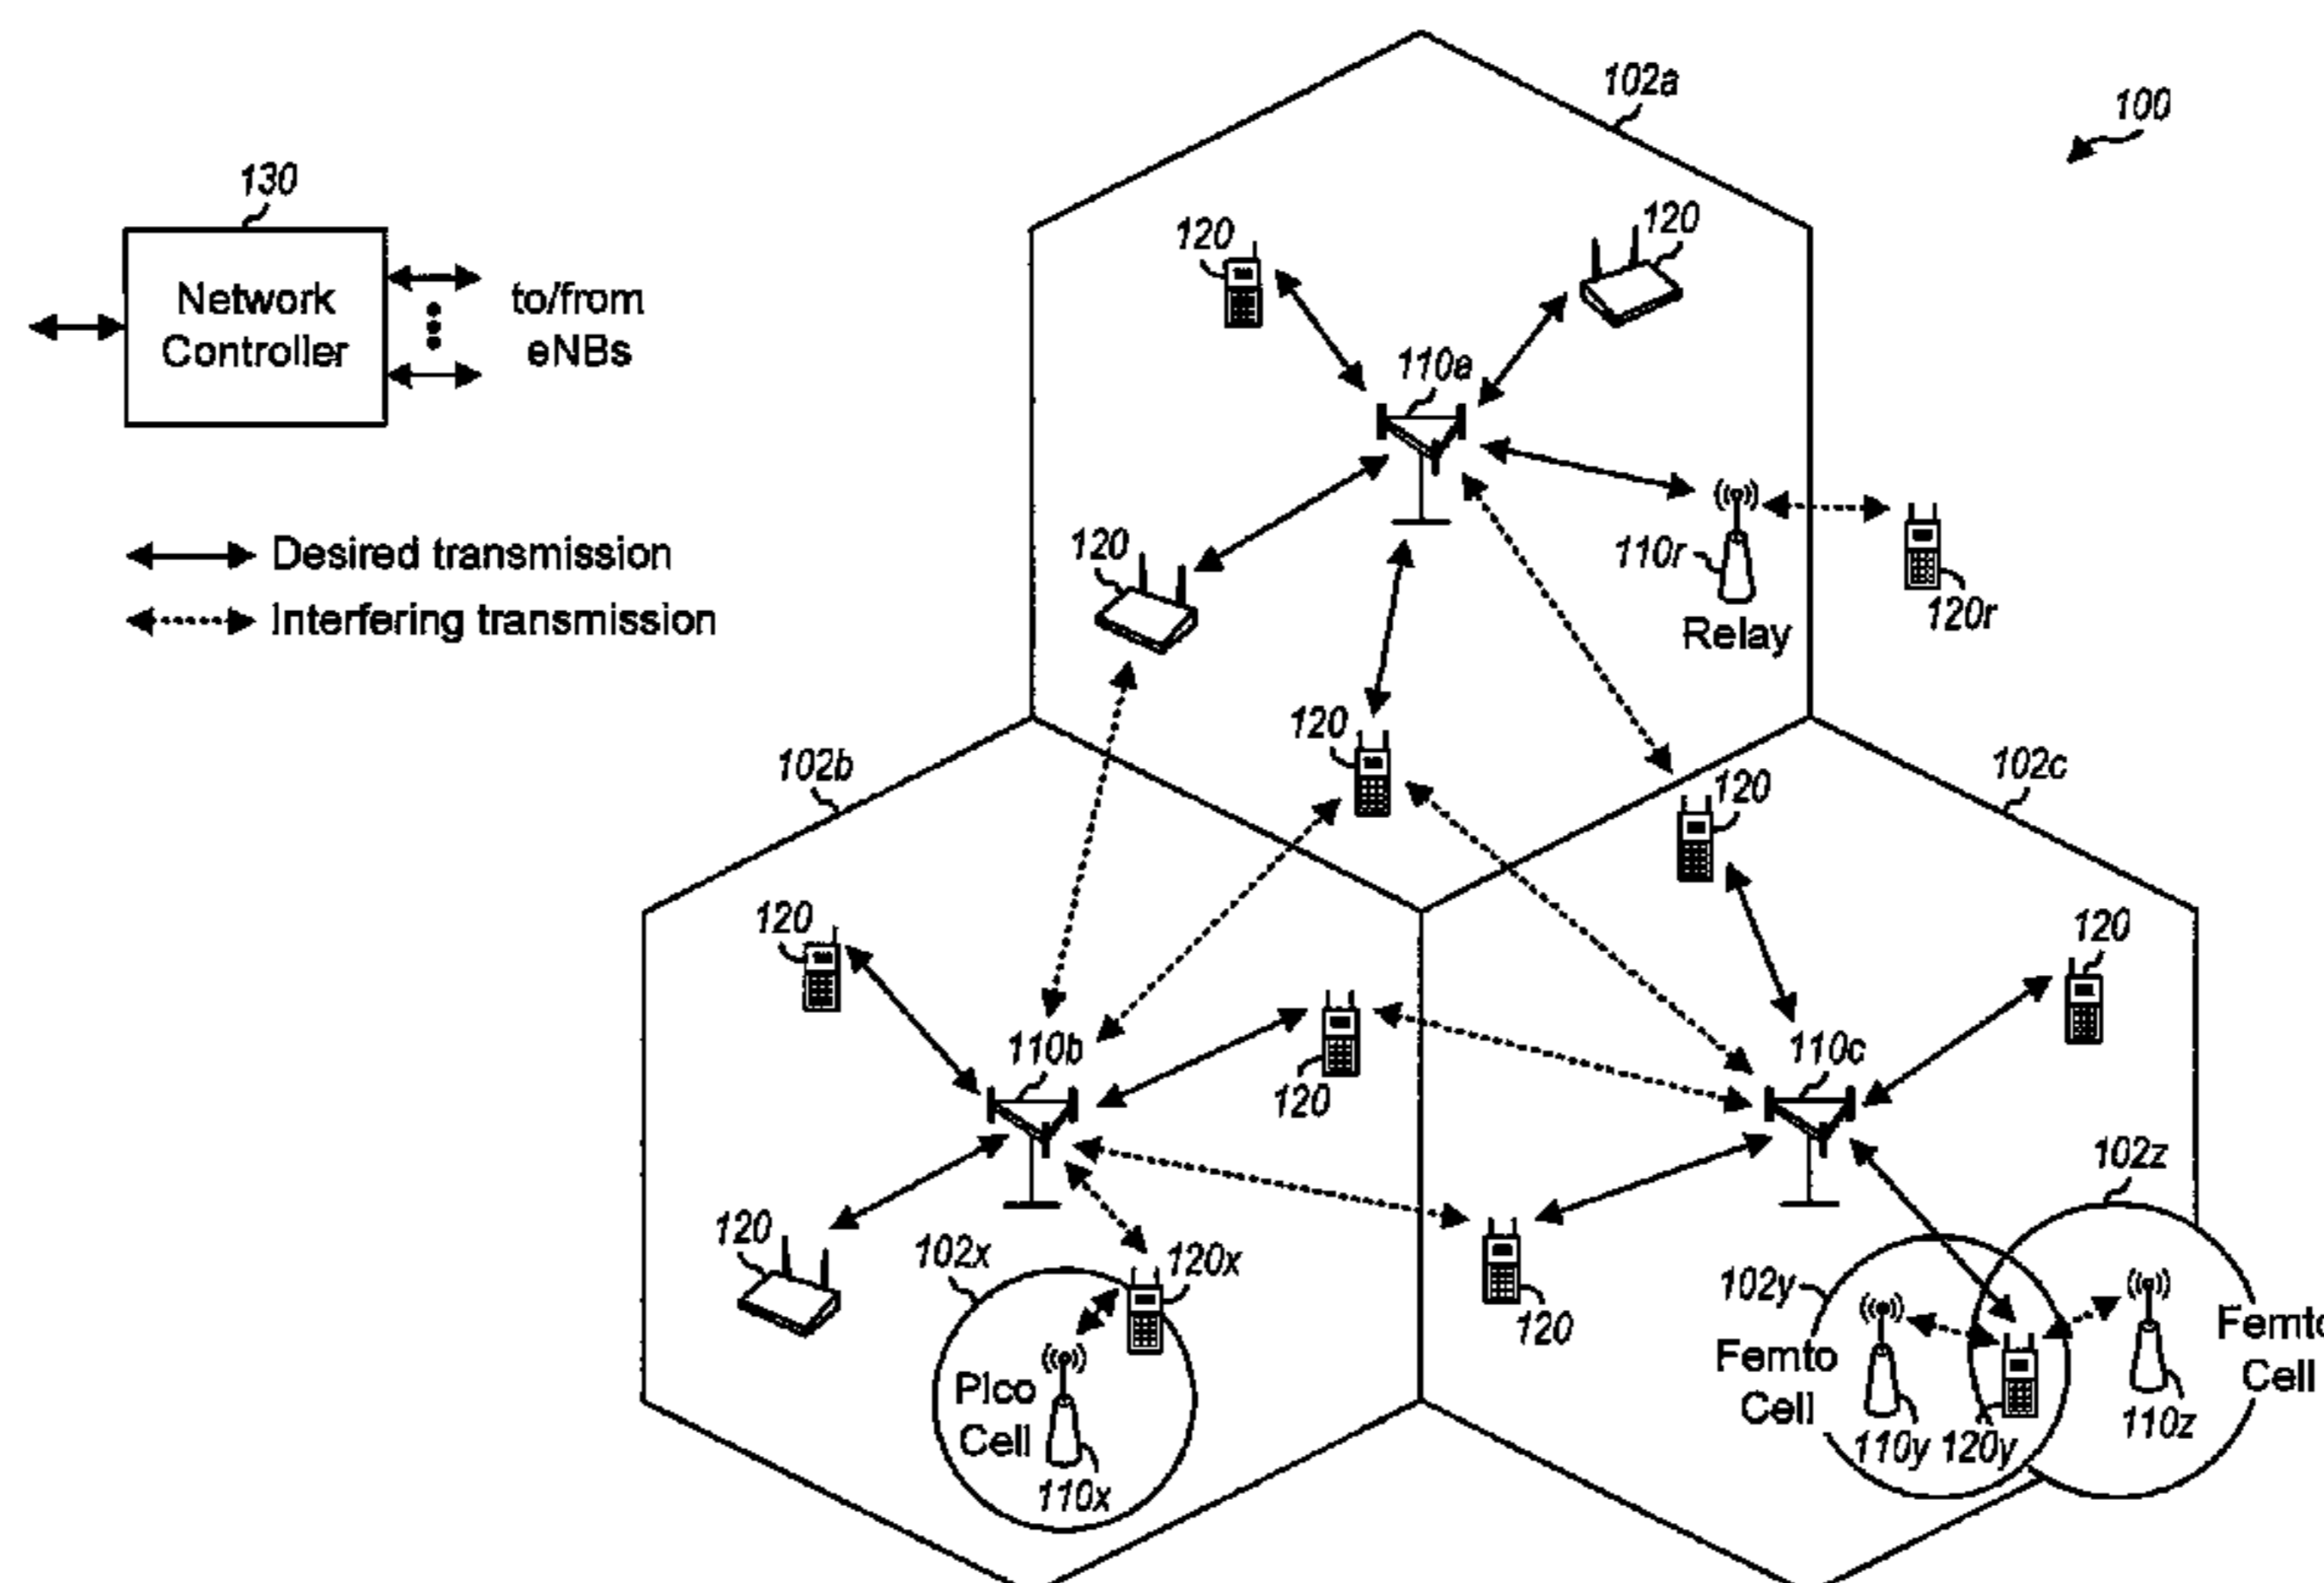 102a
100
130
120
120
Network
Controller
to/from
eNBs
110a
Desired transmission
Interfering transmission
120
110r
Relay
120r
120
102b
120
102c
120
120
110b
120
110c
102z
120
102x
120x
102y
120
Femto
Cell
110y
120y
110z
Cell
Pico
Cell
110x